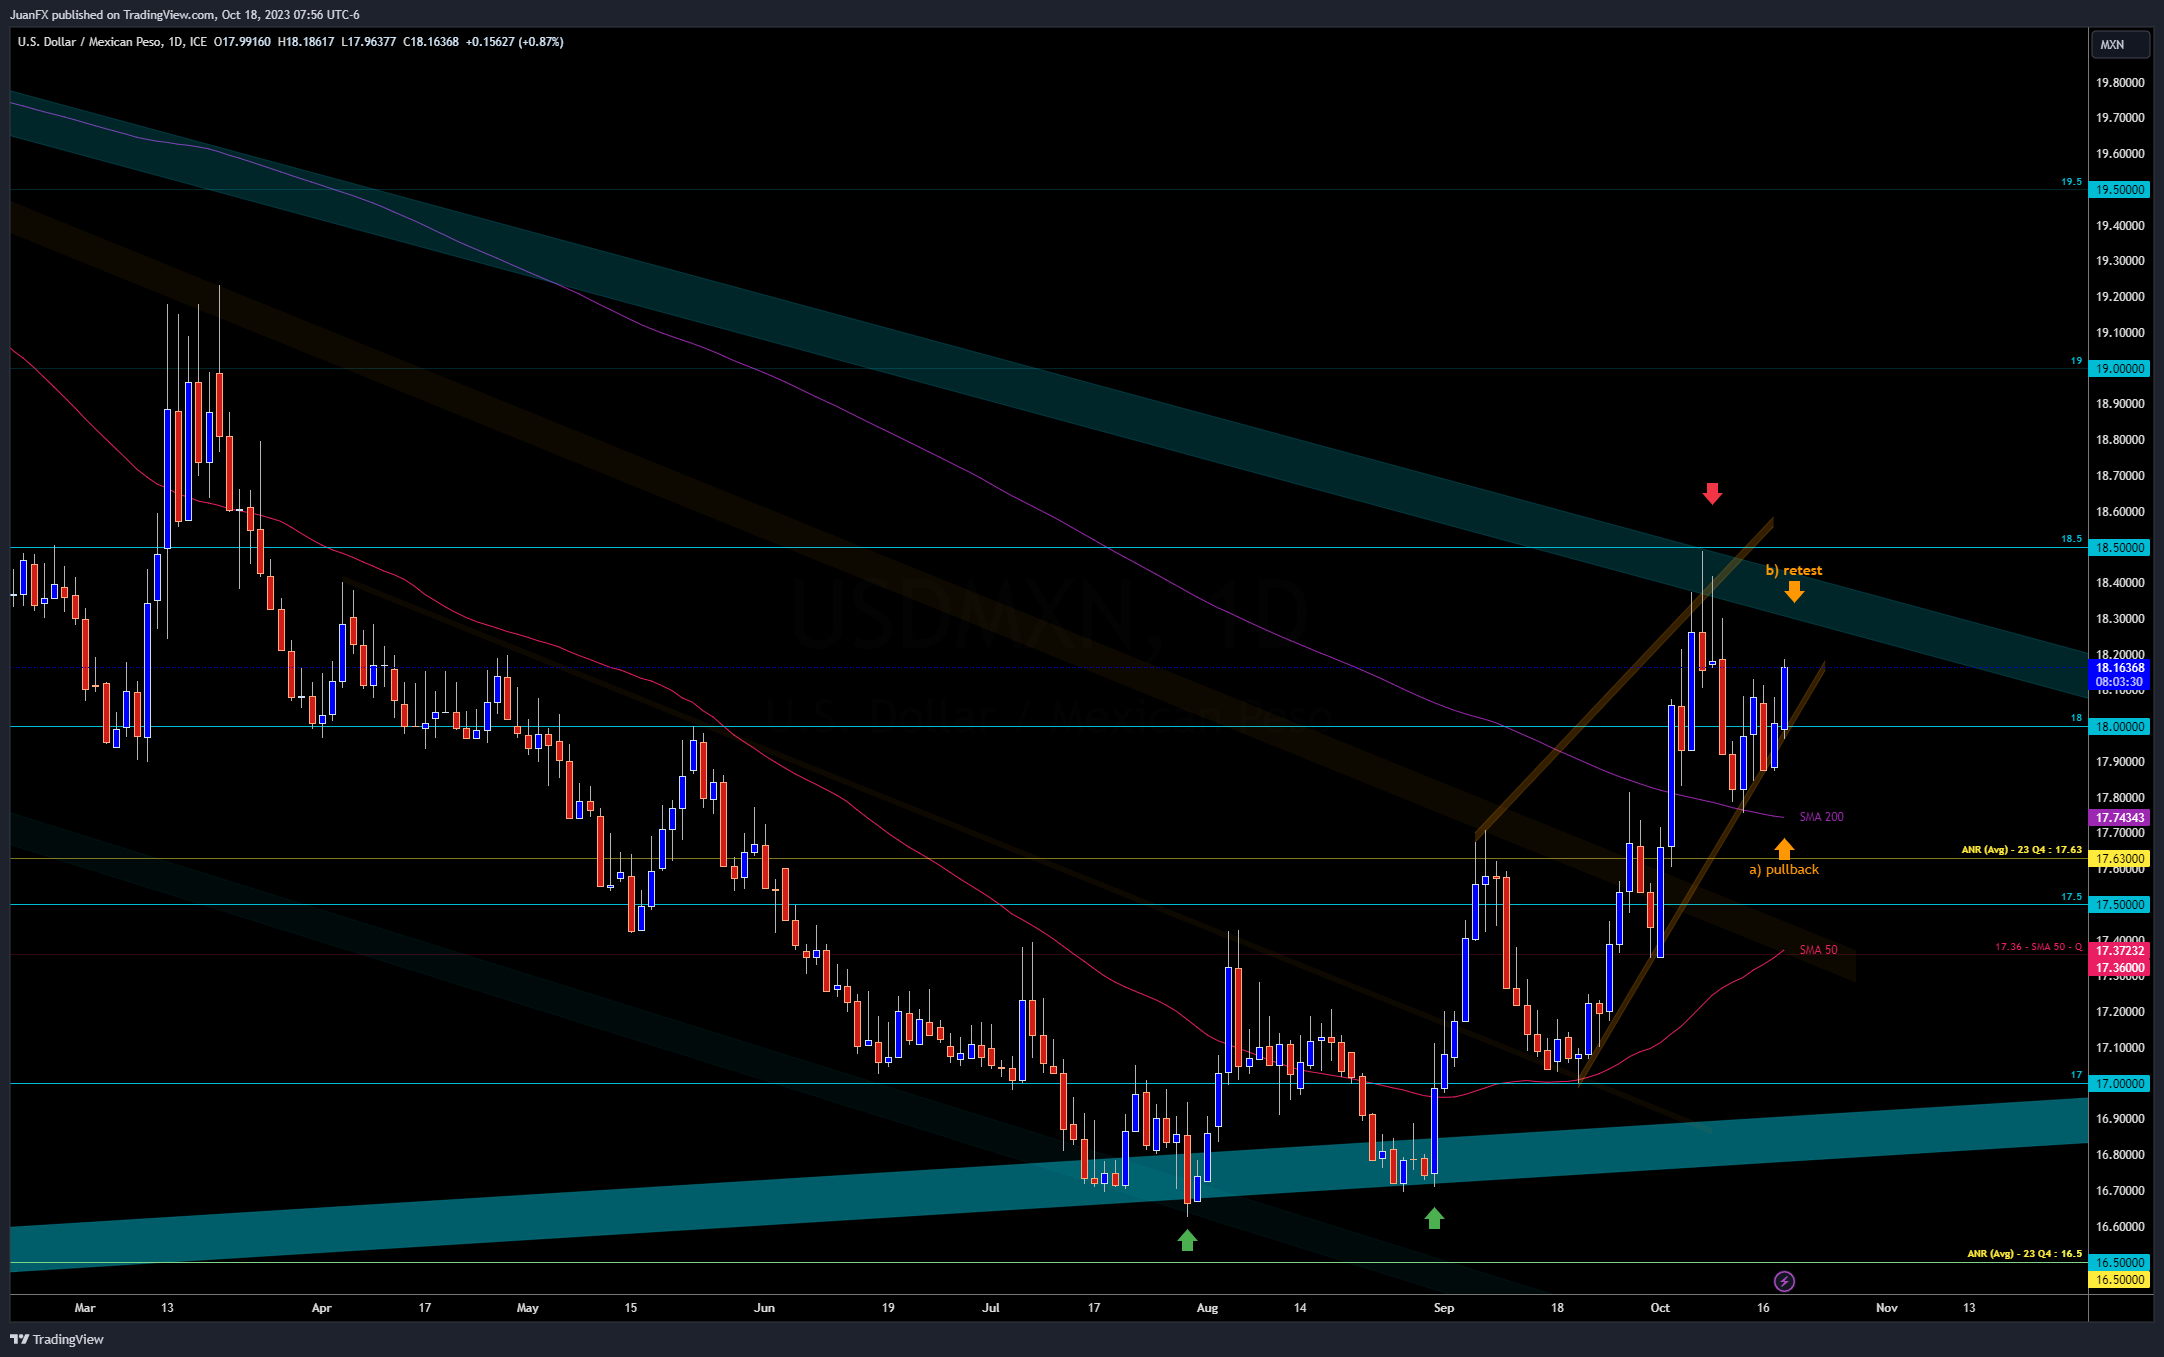 JuanFX published on TradingView.com, Oct 18, 2023 07:56 UTC-6
U.S. Dollar / Mexican Peso, 1D, ICE O17.99160 H18.18617 L17.96377 C18.16368 +0.15627 (+0.87%)
MXN
19.80000
19.70000
19.60000
19.5 19.50000
19.40000
19.30000
19.20000
19.10000
19 19.00000
18.90000
18.80000
18.70000
18.60000
18.5 18.50000
b) retest
18.40000
18.30000
USDMXN, 1D
18.20000
18.16368
08:03:30
18.10000
U.S. Dollar / Mexican Peso
18 18.00000
17.90000
17.80000
SMA 200 17.74343
17.70000
ANR (Avg) - 23 Q4 : 17.63 17.63000
17.60000
a) pullback
17.5 17.50000
17.40000
SMA 50 17.36 - SMA 50 - Q 17.37232
17.36000
17.30000
17.20000
17.10000
17 17.00000
16.90000
16.80000
16.70000
16.60000
ANR (Avg) - 23 Q4 : 16.5 16.50000
16.50000
Mar 13 Apr 17 May 15 Jun 19 Jul 17 Aug 14 Sep 18 Oct 16 Nov 13
TradingView